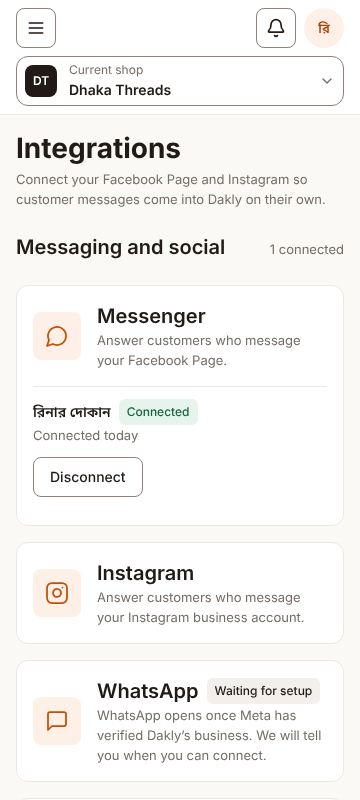 রি
DT
Current shop
Dhaka Threads
Integrations
Connect your Facebook Page and Instagram so
customer messages come into Dakly on their own.
Messaging and social
1 connected
Messenger
Answer customers who message
your Facebook Page.
রিনার দোকান Connected
Connected today
Disconnect
Instagram
Answer customers who message
your Instagram business account.
WhatsApp Waiting for setup
WhatsApp opens once Meta has
verified Dakly’s business. We will tell
you when you can connect.